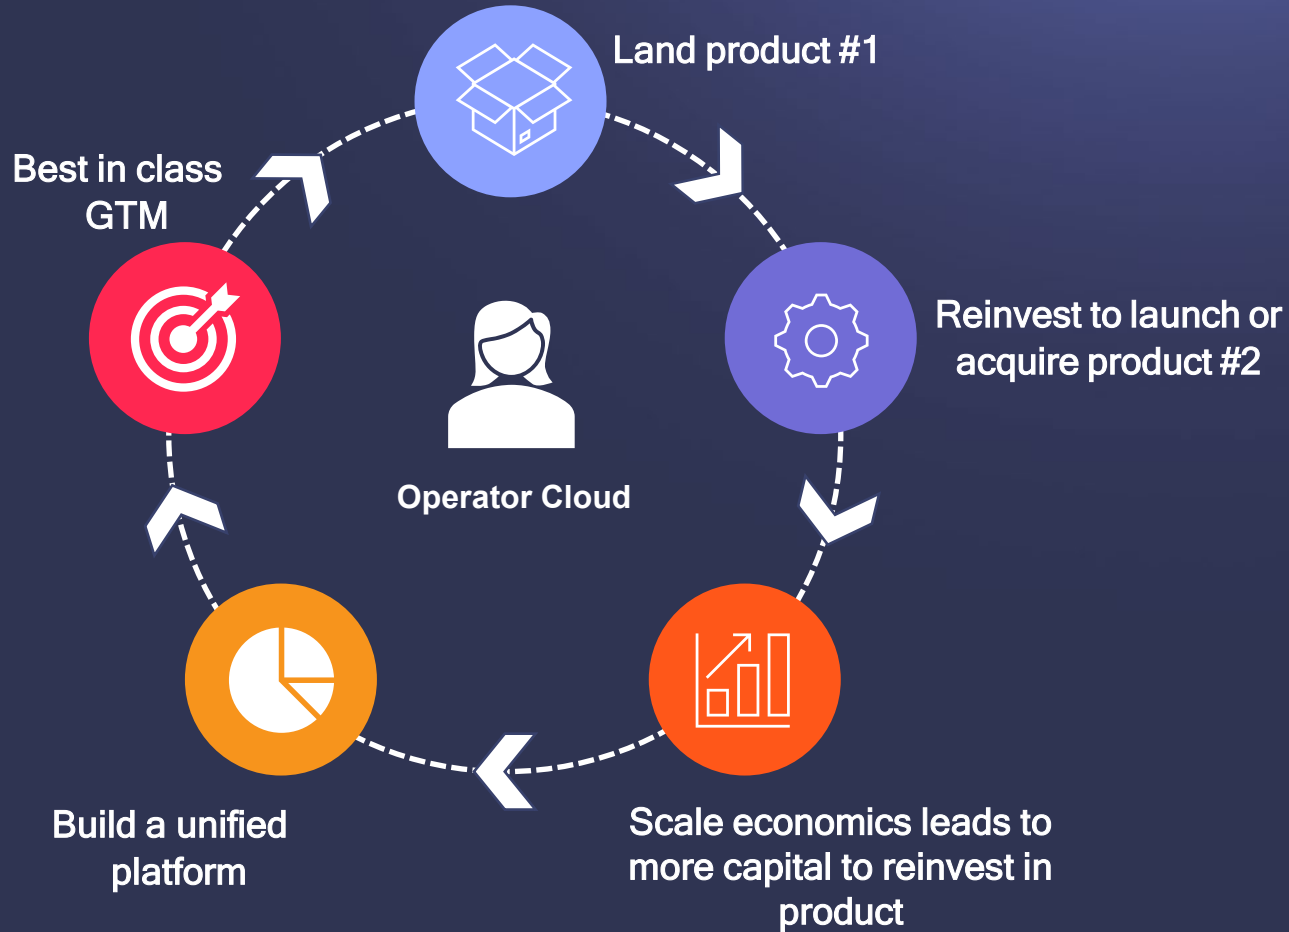 Land product #1
Best in class
GTM
Reinvest to launch or
acquire product #2
Operator Cloud
Build a unified
platform
Scale economics leads to
more capital to reinvest in
product